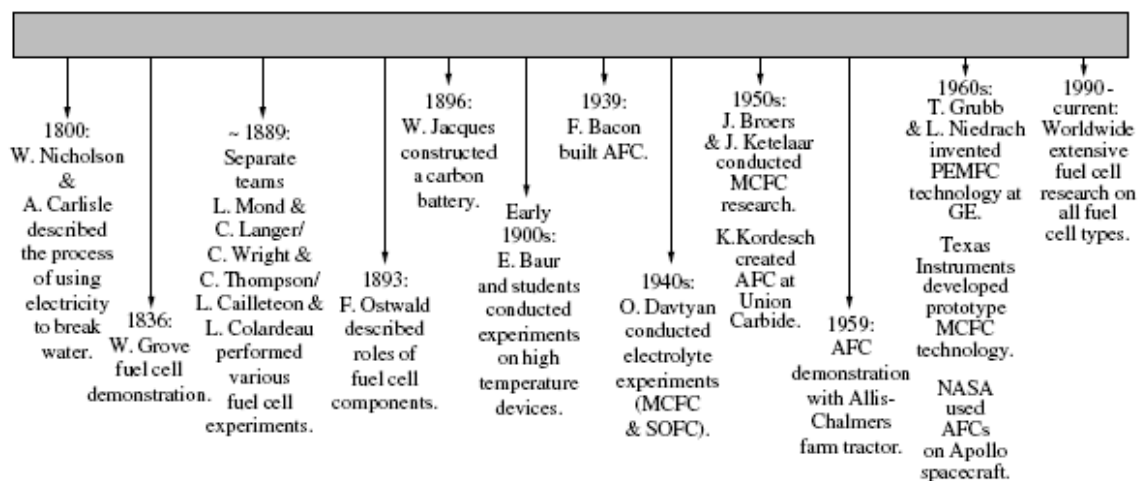 1800:
W. Nicholson
&
A. Carlisle
described
the process
of using
electricity
to break
water.
1836:
W. Grove
fuel cell
demonstration.
~ 1889:
Separate
teams
L. Mond &
C. Langer/
C. Wright &
C. Thompson/
L. Cailleteon &
L. Colardeau
performed
various
fuel cell
experiments.
1893:
F. Ostwald
described
roles of
fuel cell
components.
1896:
W. Jacques
constructed
a carbon
battery.
Early
1900s:
E. Baur
and students
conducted
experiments
on high
temperature
devices.
1939:
F. Bacon
built AFC.
1940s:
O. Davtyan
conducted
electrolyte
experiments
(MCFC
& SOFC).
1950s:
J. Broers
& J. Ketelaar
conducted
MCFC
research.
K.Kordesch
created
AFC at
Union
Carbide.
1959:
AFC
demonstration
with Allis-
Chalmers
farm tractor.
1960s:
T. Grubb
& L. Niedrach
invented
PEMFC
technology at
GE.
Texas
Instruments
developed
prototype
MCFC
technology.
NASA
used
AFCs
on Apollo
spacecraft.
1990-
current:
Worldwide
extensive
fuel cell
research on
all fuel
cell types.